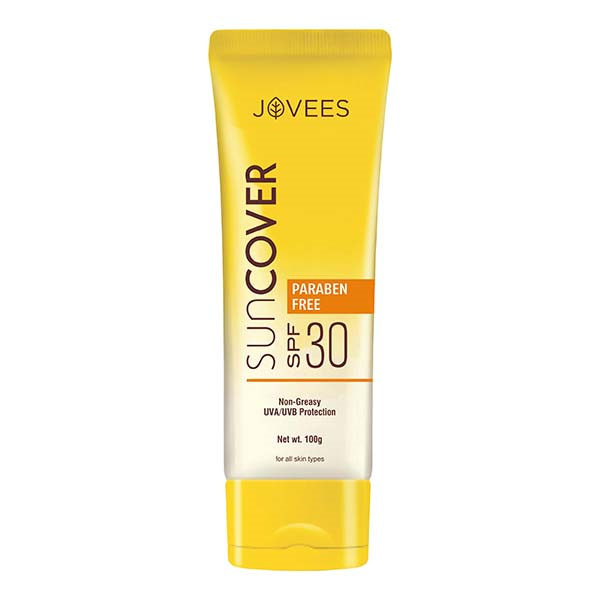 JOVEES
sunCOVER
PARABEN
FREE
SPF 30
Non-Greasy
UVA/UVB Protection
Net wt. 100g
for all skin types